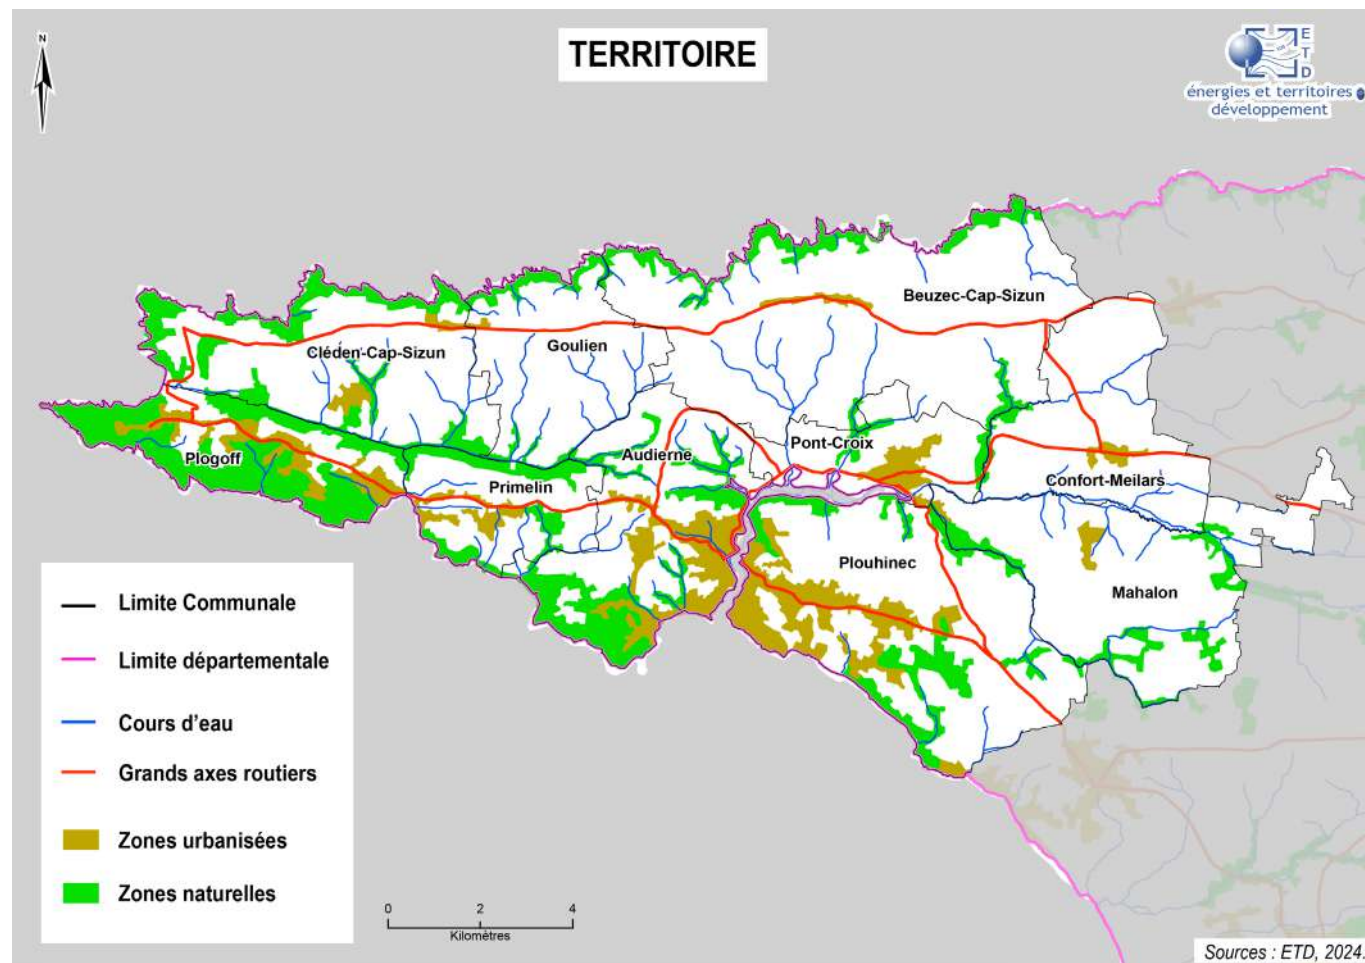 N
TERRITOIRE
E
T
D
énergies et territoires
développement
Beuzec-Cap-Sizun
Goulien
Cléden-Cap-Sizun
Pont-Croix
Audierne
Plogoff
Primelin
Confort-Meilars
Plouhinec
Mahalon
Limite Communale
Limite départementale
Cours d'eau
Grands axes routiers
Zones urbanisées
Zones naturelles
0 2 4
Kilomètres
Sources : ETD, 2024.